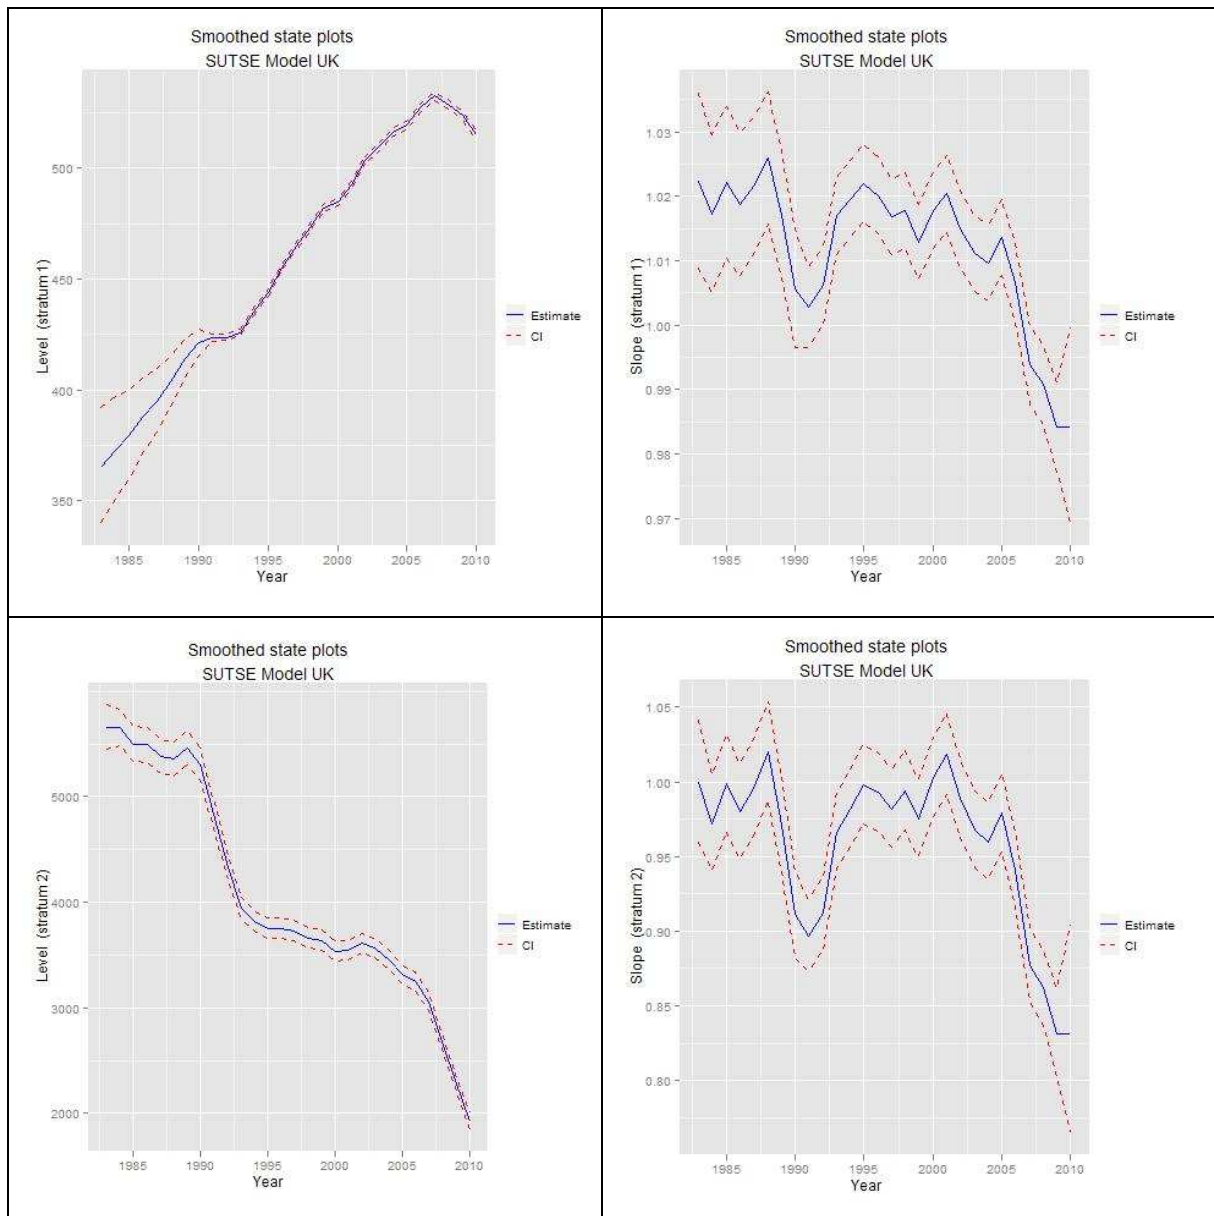 Smoothed state plots
SUTSE Model UK
Level (stratum 1)
500
450
400
350
1985 1990 1995 2000 2005 2010
Year
Estimate
CI
Smoothed state plots
SUTSE Model UK
Slope (stratum 1)
1.03
1.02
1.01
1.00
0.99
0.98
0.97
1985 1990 1995 2000 2005 2010
Year
Estimate
CI
Smoothed state plots
SUTSE Model UK
Level (stratum 2)
5000
4000
3000
2000
1985 1990 1995 2000 2005 2010
Year
Estimate
CI
Smoothed state plots
SUTSE Model UK
Slope (stratum 2)
1.05
1.00
0.95
0.90
0.85
0.80
1985 1990 1995 2000 2005 2010
Year
Estimate
CI